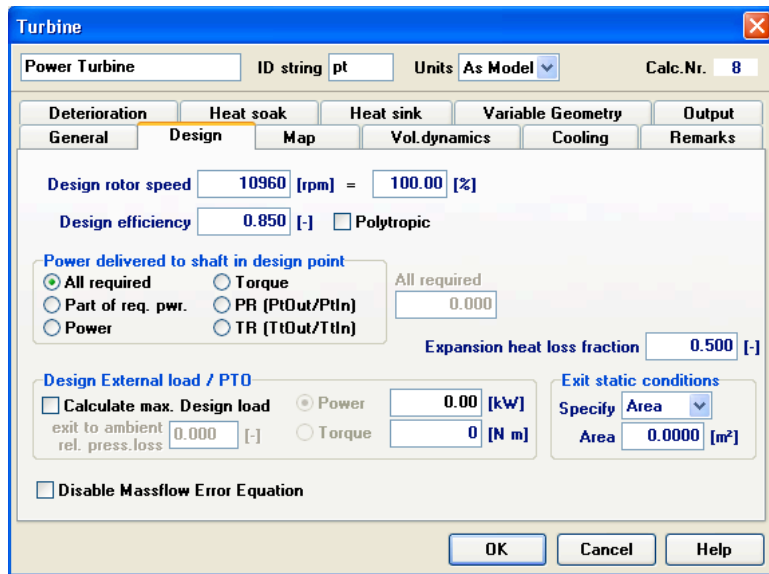 Turbine
Power Turbine ID string pt Units As Model Calc.Nr. 8
Deterioration Heat soak Heat sink Variable Geometry Output
General Design Map Vol.dynamics Cooling Remarks
Design rotor speed 10960 [rpm] = 100.00 [%]
Design efficiency 0.850 [-] Polytropic
Power delivered to shaft in design point
All required Torque All required
Part of req. pwr. PR (PtOut/PtIn) 0.000
Power TR (TtOut/TtIn)
Expansion heat loss fraction 0.500 [-]
Design External load / PTO Exit static conditions
Calculate max. Design load Power 0.00 [kW] Specify Area
exit to ambient
rel. press.loss 0.000 [-] Torque 0 [N m] Area 0.0000 [m²]
Disable Massflow Error Equation
OK Cancel Help